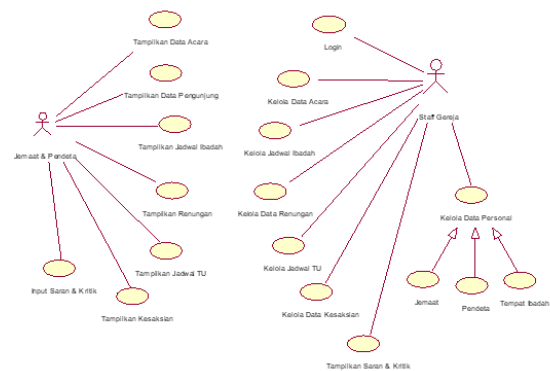 Tampilkan Data Acara
Login
Tampilkan Data Pengunjung
Kelola Data Acara
Staff Gereja
Jemaat & Pendeta
Tampilkan Jadwal Ibadah
Kelola Jadwal Ibadah
Tampilkan Renungan
Kelola Data Renungan
Kelola Data Personal
Tampilkan Jadwal TU
Kelola Jadwal TU
Input Saran & Kritik
Tampilkan Kesaksian
Kelola Data Kesaksian
Jemaat
Pendeta
Tempat Ibadah
Tampilkan Saran & Kritik